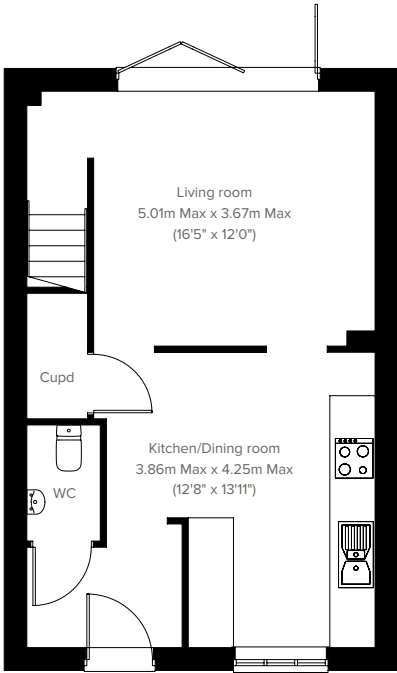 Living room
5.01m Max x 3.67m Max
(16'5" x 12'0")
Cupd
Kitchen/Dining room
3.86m Max x 4.25m Max
(12'8" x 13'11")
WC